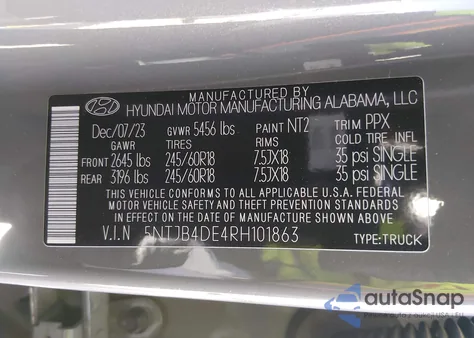 MANUFACTURED BY
HYUNDAI MOTOR MANUFACTURING ALABAMA, LLC
Dec/07/23 GVWR 5456 lbs PAINT NT2 TRIM PPX
GAWR TIRES RIMS COLD TIRE INFL
FRONT 2645 lbs 245/60R18 7.5JX18 35 psi SINGLE
REAR 3196 lbs 245/60R18 7.5JX18 35 psi SINGLE
THIS VEHICLE CONFORMS TO ALL APPLICABLE U.S.A. FEDERAL
MOTOR VEHICLE SAFETY AND THEFT PREVENTION STANDARDS
IN EFFECT ON THE DATE OF MANUFACTURE SHOWN ABOVE.
V.I.N 5NTJB4DE4RH101863 TYPE:TRUCK
autoSnap